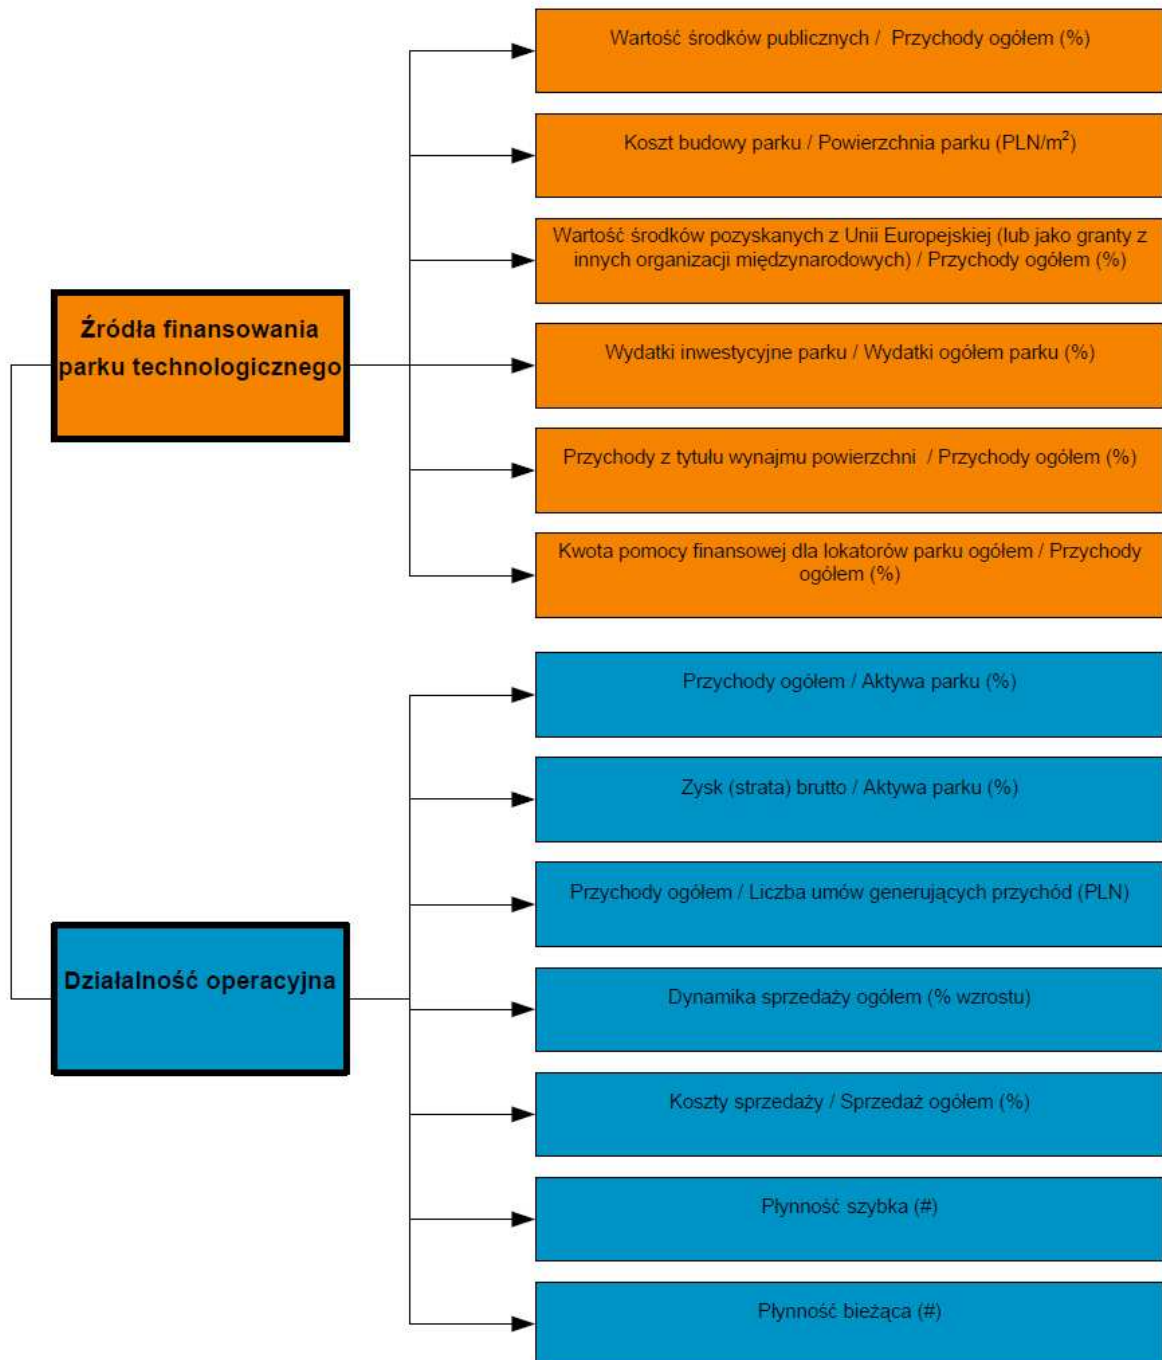 Wartość środków publicznych / Przychody ogółem (%)
Koszt budowy parku / Powierzchnia parku (PLN/m²)
Wartość środków pozyskanych z Unii Europejskiej (lub jako granty z
innych organizacji międzynarodowych) / Przychody ogółem (%)
Źródła finansowania
parku technologicznego
Wydatki inwestycyjne parku / Wydatki ogółem parku (%)
Przychody z tytułu wynajmu powierzchni / Przychody ogółem (%)
Kwota pomocy finansowej dla lokatorów parku ogółem / Przychody
ogółem (%)
Przychody ogółem / Aktywa parku (%)
Zysk (strata) brutto / Aktywa parku (%)
Przychody ogółem / Liczba umów generujących przychód (PLN)
Działalność operacyjna
Dynamika sprzedaży ogółem (% wzrostu)
Koszty sprzedaży / Sprzedaż ogółem (%)
Płynność szybka (#)
Płynność bieżąca (#)